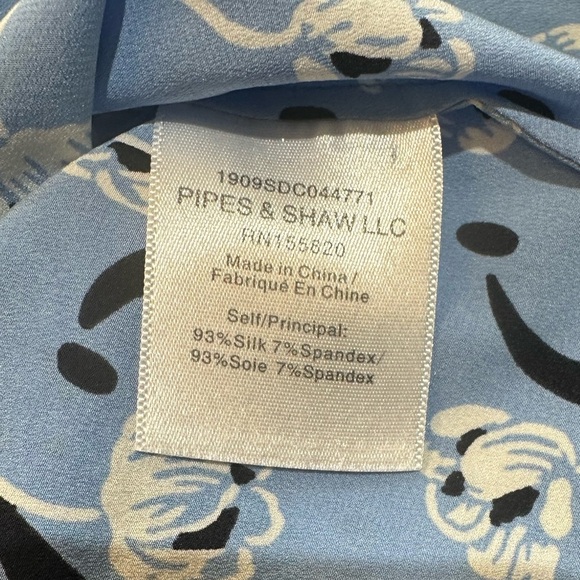 1909SDC044771
PIPES & SHAW LLC
RN155820
Made in China /
Fabriqué En Chine
Self/Principal:
93%Silk 7%Spandex/
93%Soie 7%Spandex